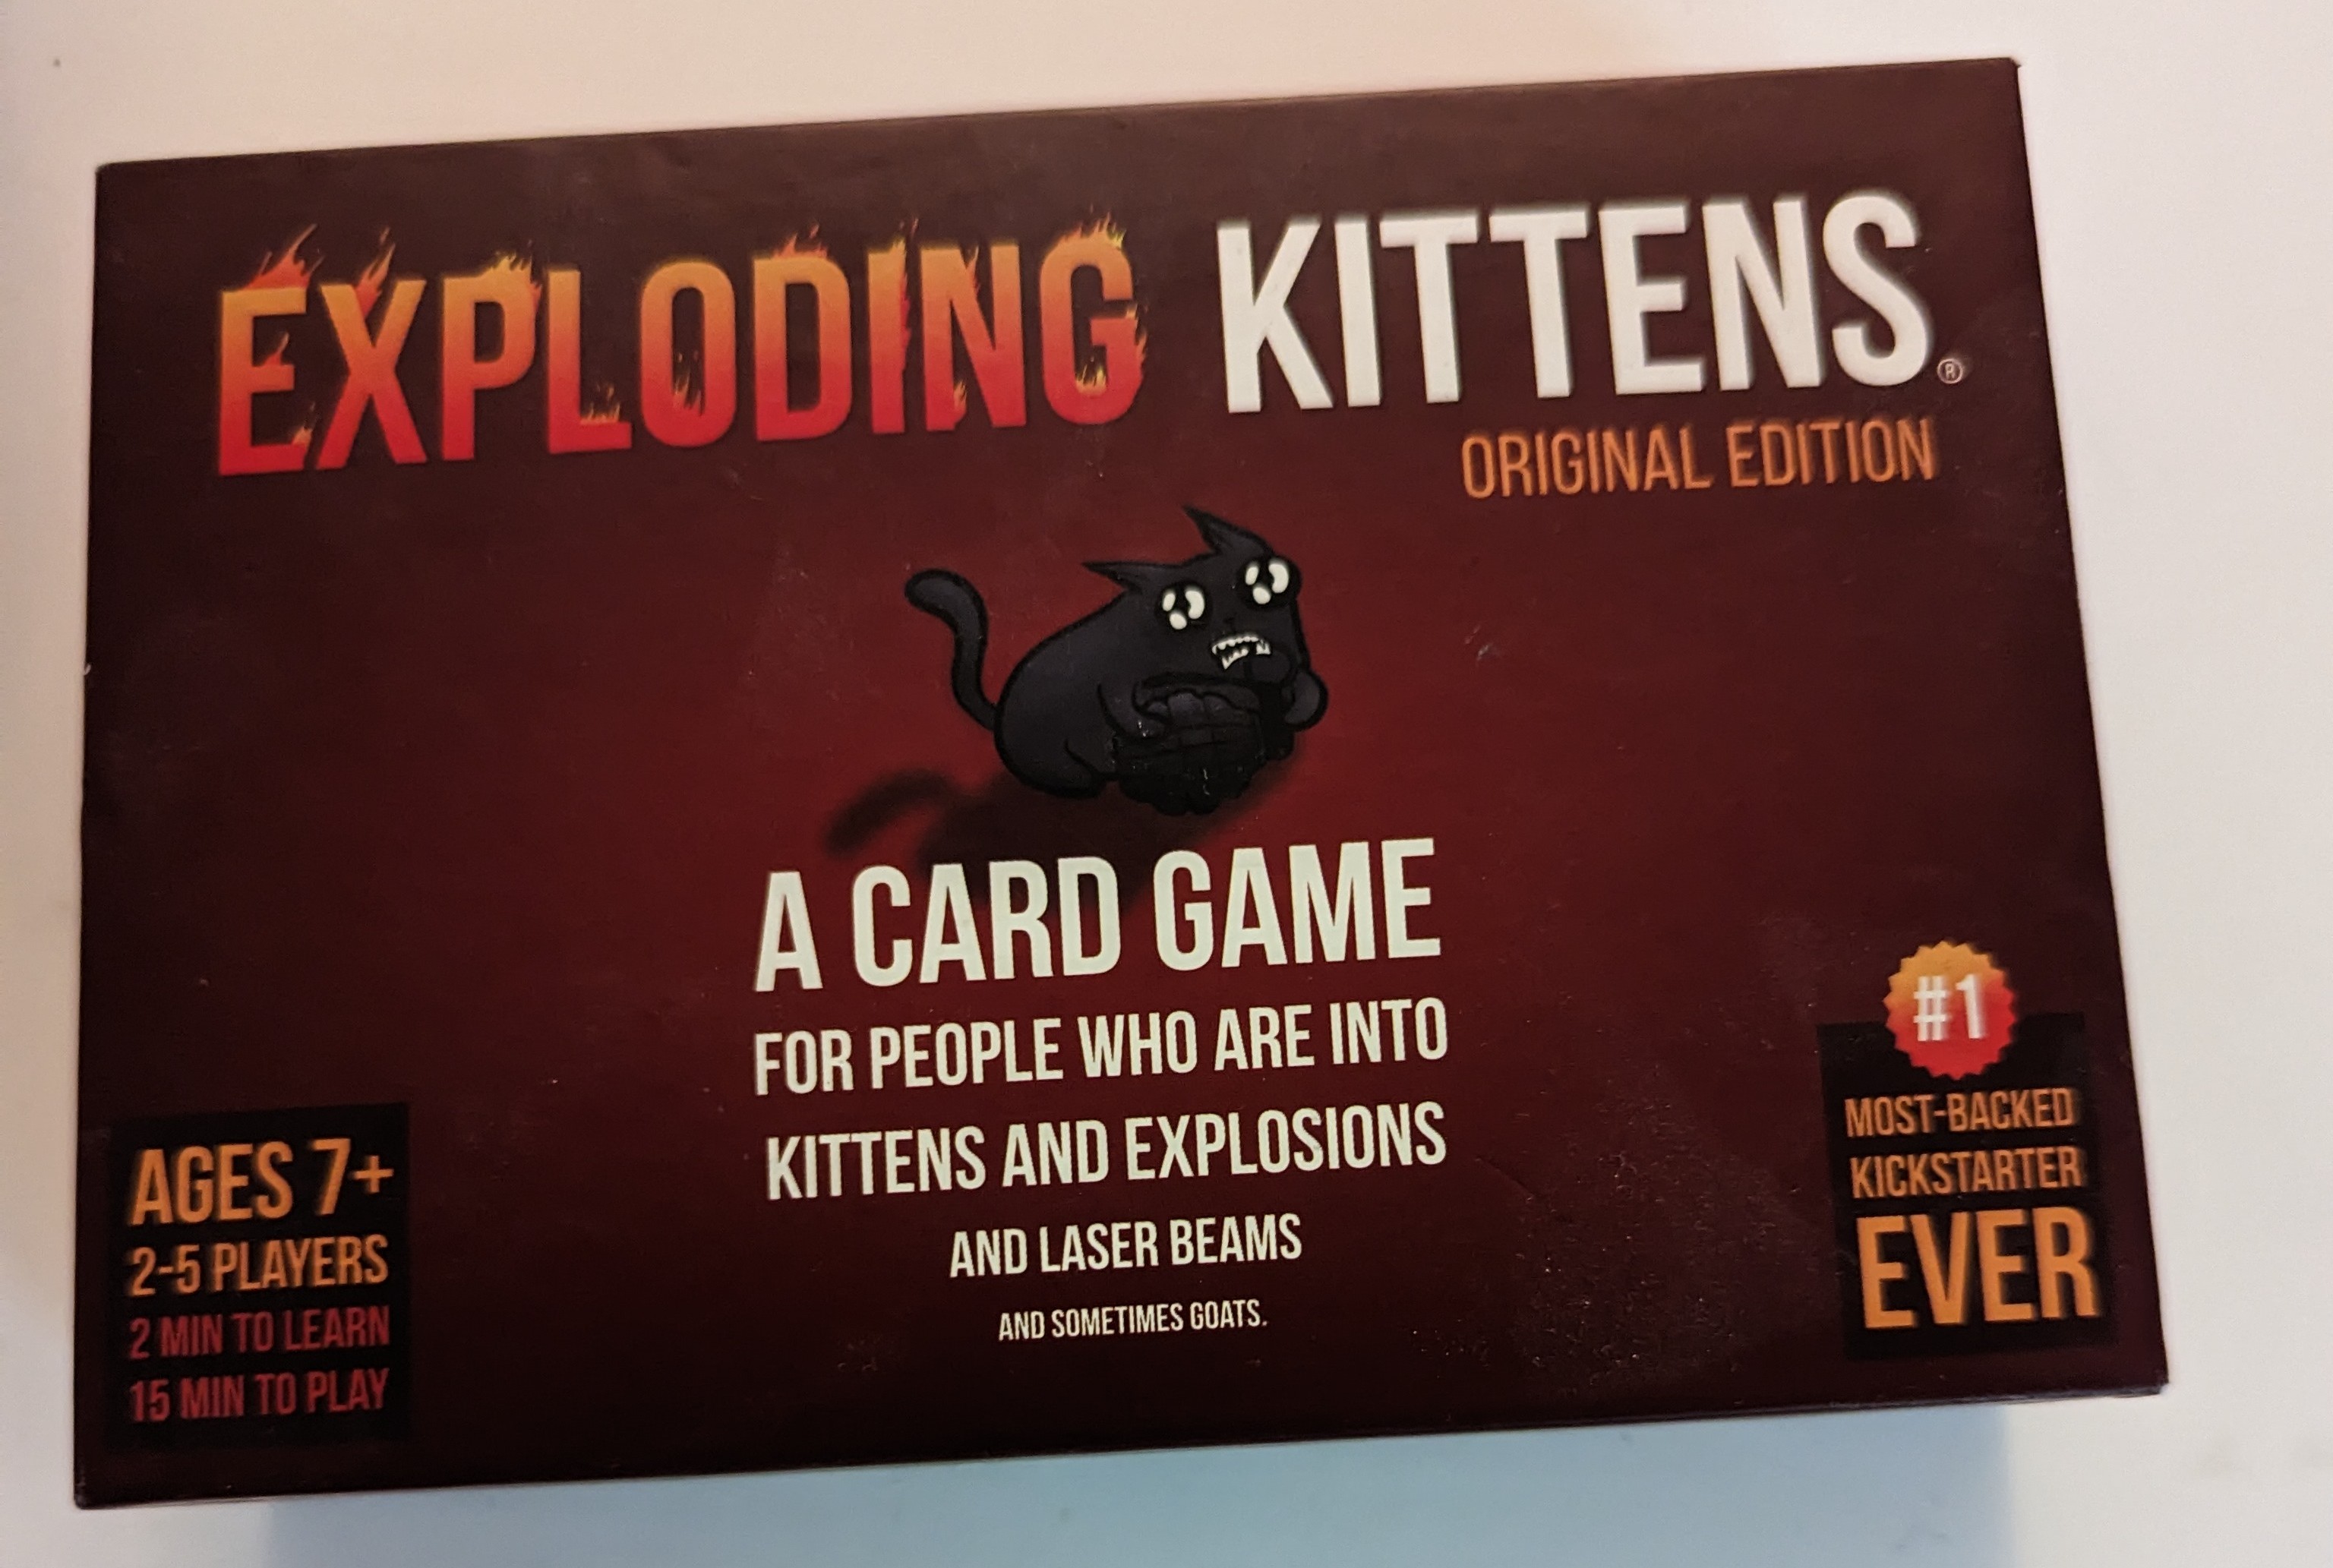 EXPLODING KITTENS®
ORIGINAL EDITION
A CARD GAME
FOR PEOPLE WHO ARE INTO
KITTENS AND EXPLOSIONS
AND LASER BEAMS
AND SOMETIMES GOATS.
AGES 7+
2-5 PLAYERS
2 MIN TO LEARN
15 MIN TO PLAY
#1
MOST-BACKED
KICKSTARTER
EVER